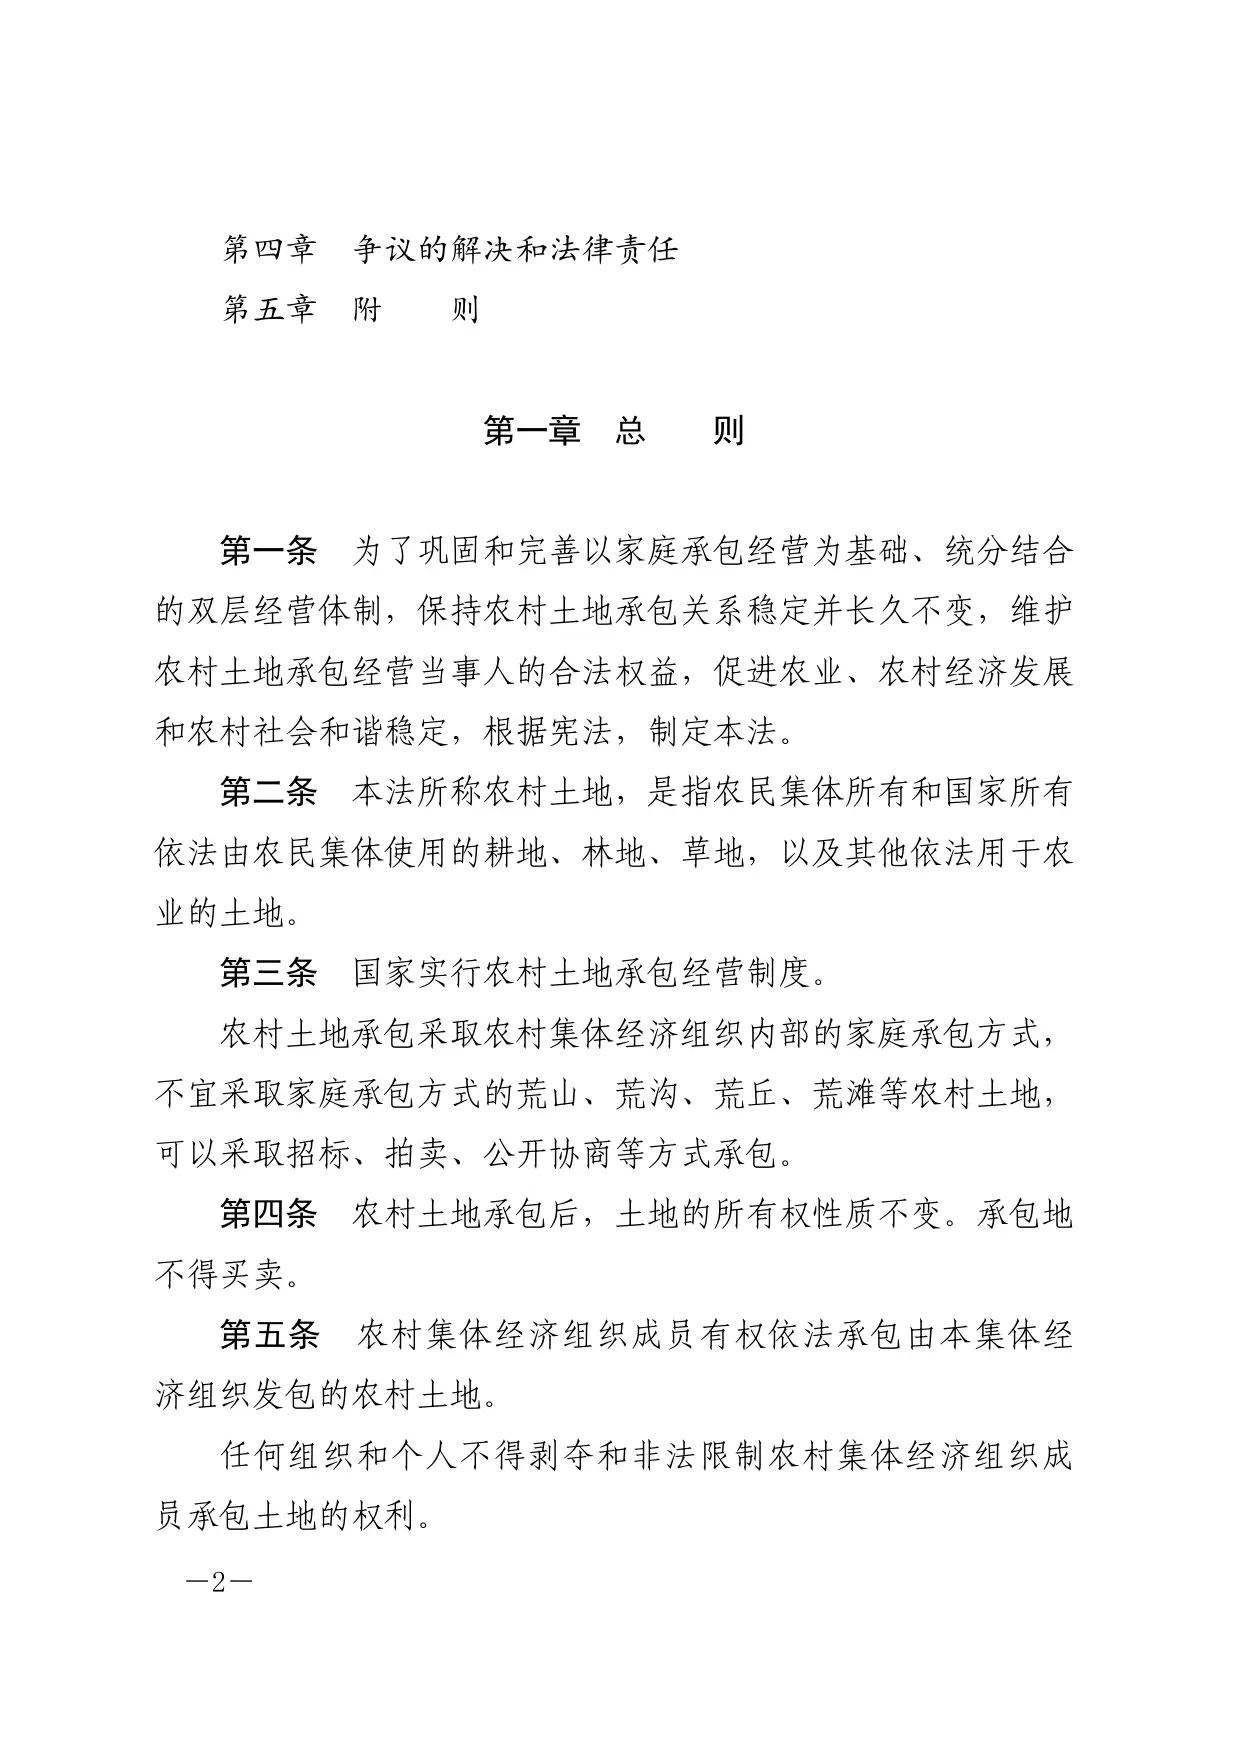 第四章　争议的解决和法律责任
第五章　附　　则
第一章　总　　则
第一条　为了巩固和完善以家庭承包经营为基础、统分结合
的双层经营体制，保持农村土地承包关系稳定并长久不变，维护
农村土地承包经营当事人的合法权益，促进农业、农村经济发展
和农村社会和谐稳定，根据宪法，制定本法。
第二条　本法所称农村土地，是指农民集体所有和国家所有
依法由农民集体使用的耕地、林地、草地，以及其他依法用于农
业的土地。
第三条　国家实行农村土地承包经营制度。
农村土地承包采取农村集体经济组织内部的家庭承包方式，
不宜采取家庭承包方式的荒山、荒沟、荒丘、荒滩等农村土地，
可以采取招标、拍卖、公开协商等方式承包。
第四条　农村土地承包后，土地的所有权性质不变。承包地
不得买卖。
第五条　农村集体经济组织成员有权依法承包由本集体经
济组织发包的农村土地。
任何组织和个人不得剥夺和非法限制农村集体经济组织成
员承包土地的权利。
—2—